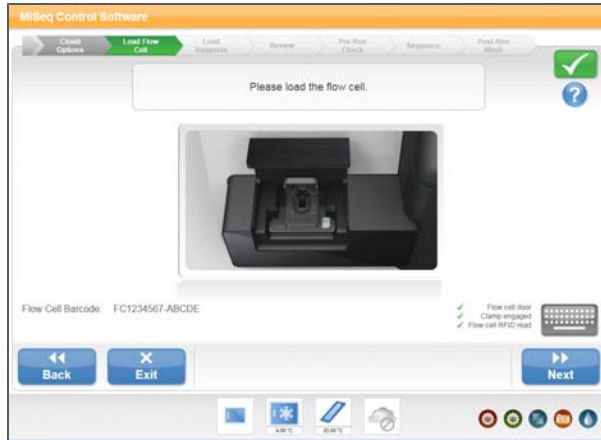 MiSeq Control Software
Cloud Options
Load Flow Cell
Load Reagents
Review
Pre-Run Check
Sequence
Post-Run Wash
Please load the flow cell.
?
Flow Cell Barcode: FC1234567-ABCDE
Flow cell door
Clamp engaged
Flow cell RFID read
Back
Exit
Next